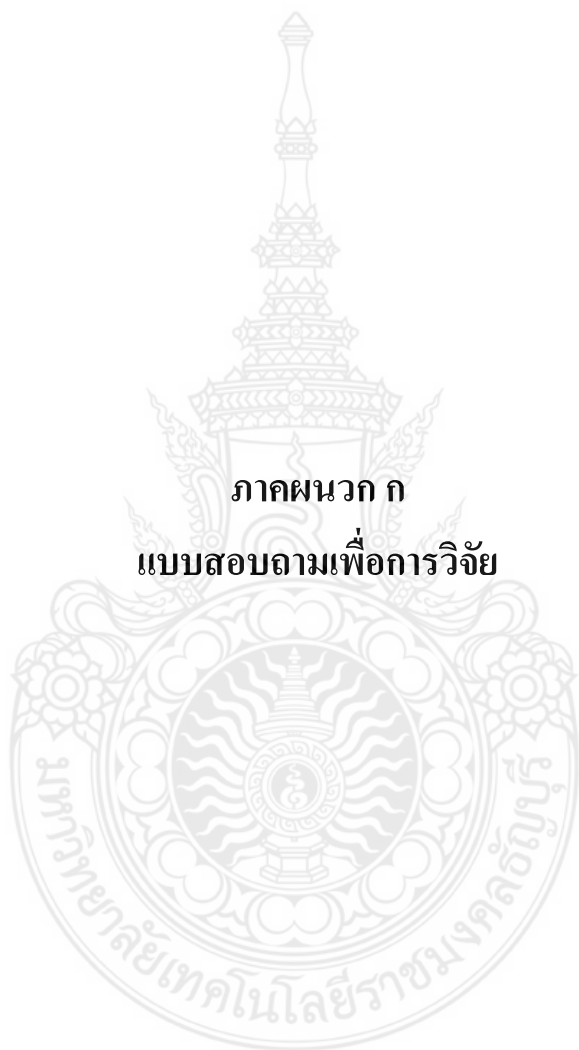 ภาคผนวก ก
แบบสอบถามเพื่อการวิจัย
มหาวิทยาลัยเทคโนโลยีราชมงคลธัญบุรี